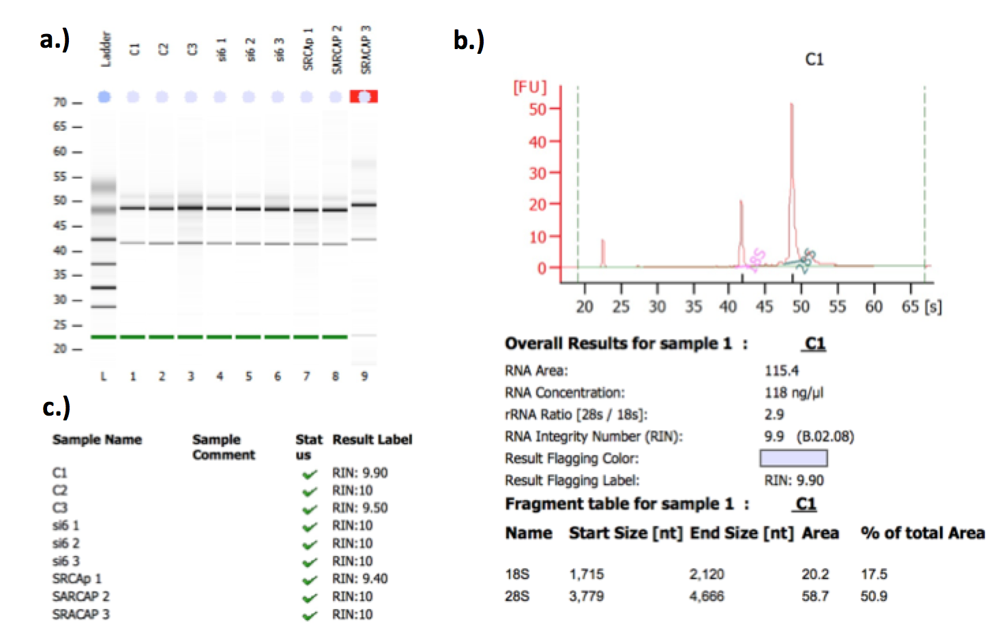 a.)
Ladder
C1
C2
C3
si6 1
si6 2
si6 3
SRCAp 1
SARCAP 2
SRACAP 3
70
65
60
55
50
45
40
35
30
25
20
L 1 2 3 4 5 6 7 8 9
b.)
C1
[FU]
50
40
30
20
10
0
18S
28S
20 25 30 35 40 45 50 55 60 65 [s]
Overall Results for sample 1 : C1
RNA Area: 115.4
RNA Concentration: 118 ng/µl
rRNA Ratio [28s / 18s]: 2.9
RNA Integrity Number (RIN): 9.9 (B.02.08)
Result Flagging Color:
Result Flagging Label: RIN: 9.90
Fragment table for sample 1 : C1
Name Start Size [nt] End Size [nt] Area % of total Area
18S 1,715 2,120 20.2 17.5
28S 3,779 4,666 58.7 50.9
c.)
Sample Name Sample Stat Result Label
Comment us
C1 RIN: 9.90
C2 RIN:10
C3 RIN: 9.50
si6 1 RIN:10
si6 2 RIN:10
si6 3 RIN:10
SRCAp 1 RIN: 9.40
SARCAP 2 RIN:10
SRACAP 3 RIN:10